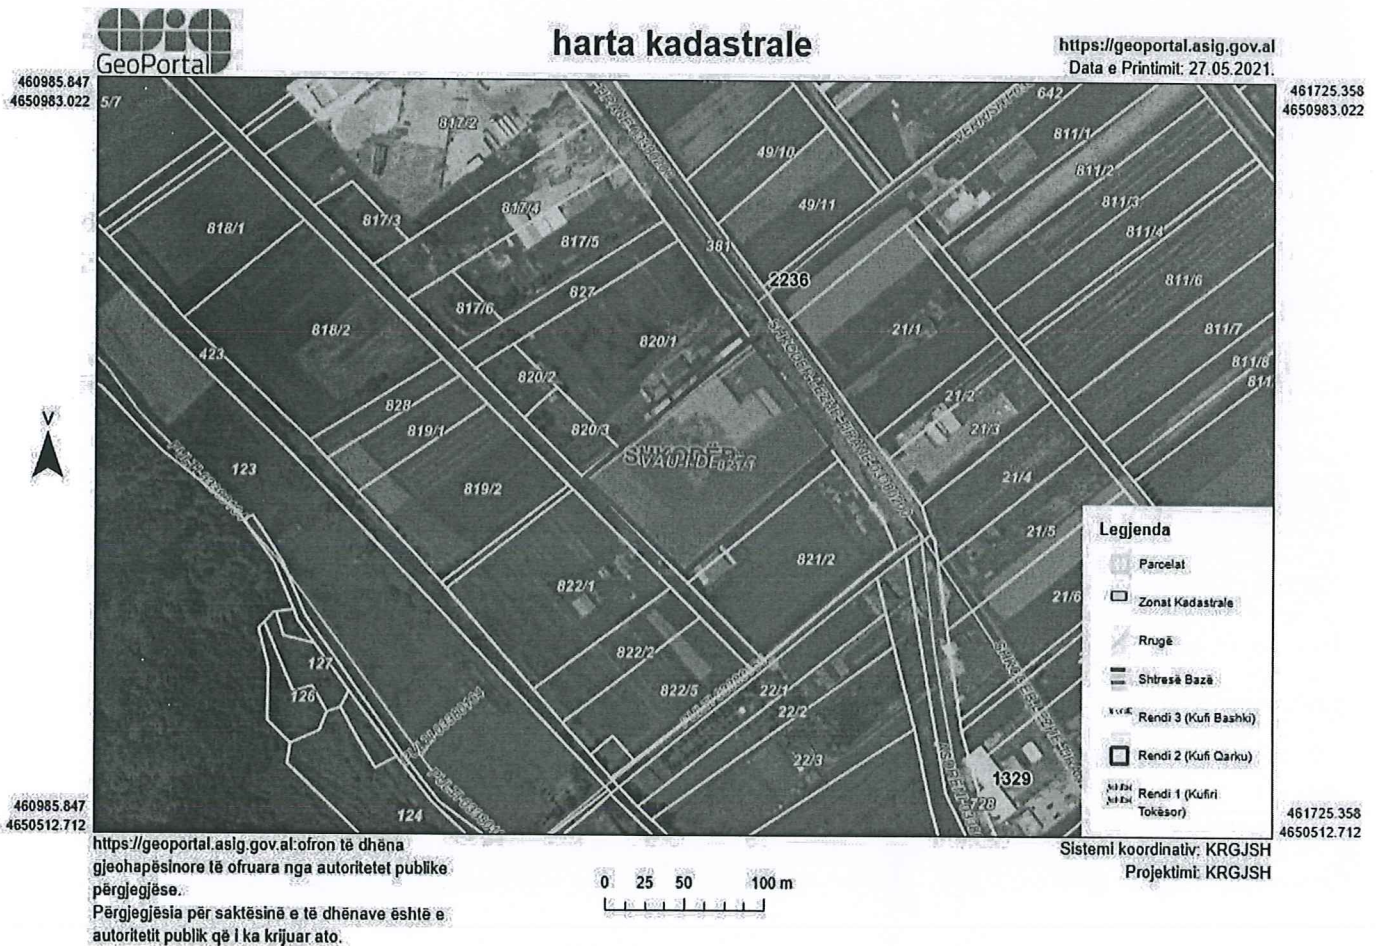 GeoPortal
harta kadastrale
https://geoportal.asig.gov.al
Data e Printimit: 27.05.2021.
460985.847
4650983.022
461725.358
4650983.022
5/7
817/2
642
811/1
49/10
811/2
49/11
811/3
811/4
817/3
817/4
818/1
817/5
381
2236
827
811/6
817/6
818/2
820/1
21/1
811/7
423
811/8
811
820/2
828
21/2
819/1
820/3
21/3
SHKODËR
VAU I DE
821/1
123
819/2
21/4
821/2
21/5
822/1
21/6
822/2
127
126
822/5
22/1
22/2
22/3
124
728
1329
V
Legjenda
Parcelat
Zonat Kadastrale
Rrugë
Shtresë Bazë
Rendi 3 (Kufi Bashki)
Rendi 2 (Kufi Qarku)
Rendi 1 (Kufiri
Tokësor)
460985.847
4650512.712
461725.358
4650512.712
https://geoportal.asig.gov.al:ofron të dhëna
gjeohapësinore të ofruara nga autoritetet publike
përgjegjëse.
Përgjegjësia për saktësinë e të dhënave është e
autoritetit publik që i ka krijuar ato.
0 25 50 100 m
Sistemi koordinativ: KRGJSH
Projektimi: KRGJSH